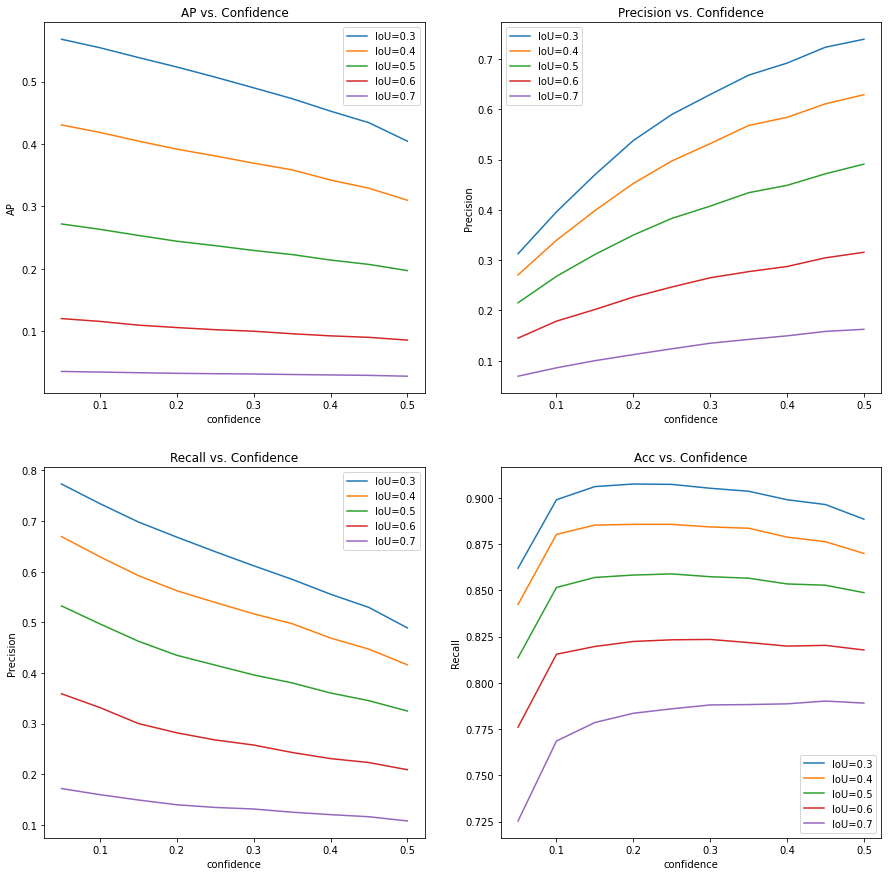 AP vs. Confidence
IoU=0.3
IoU=0.4
IoU=0.5
IoU=0.6
IoU=0.7
AP
0.5
0.4
0.3
0.2
0.1
0.1
0.2
0.3
0.4
0.5
confidence
Precision vs. Confidence
IoU=0.3
IoU=0.4
IoU=0.5
IoU=0.6
IoU=0.7
Precision
0.7
0.6
0.5
0.4
0.3
0.2
0.1
0.1
0.2
0.3
0.4
0.5
confidence
Recall vs. Confidence
IoU=0.3
IoU=0.4
IoU=0.5
IoU=0.6
IoU=0.7
Precision
0.8
0.7
0.6
0.5
0.4
0.3
0.2
0.1
0.1
0.2
0.3
0.4
0.5
confidence
Acc vs. Confidence
Recall
0.900
0.875
0.850
0.825
0.800
0.775
0.750
0.725
IoU=0.3
IoU=0.4
IoU=0.5
IoU=0.6
IoU=0.7
0.1
0.2
0.3
0.4
0.5
confidence